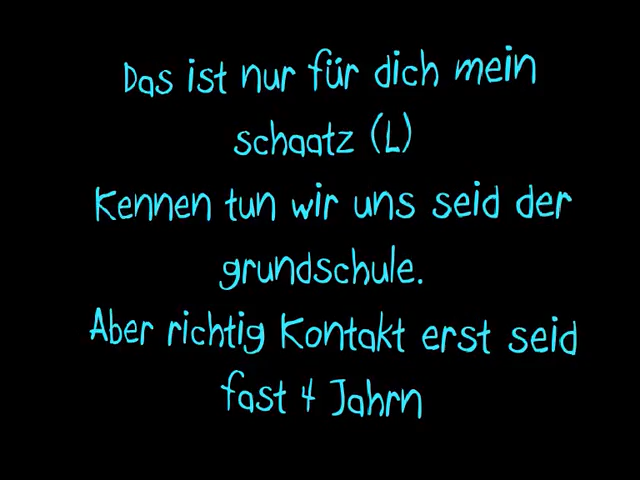 Das ist nur für dich mein
schaatz (L)
Kennen tun wir uns seid der
grundschule.
Aber richtig Kontakt erst seid
fast 4 Jahrn